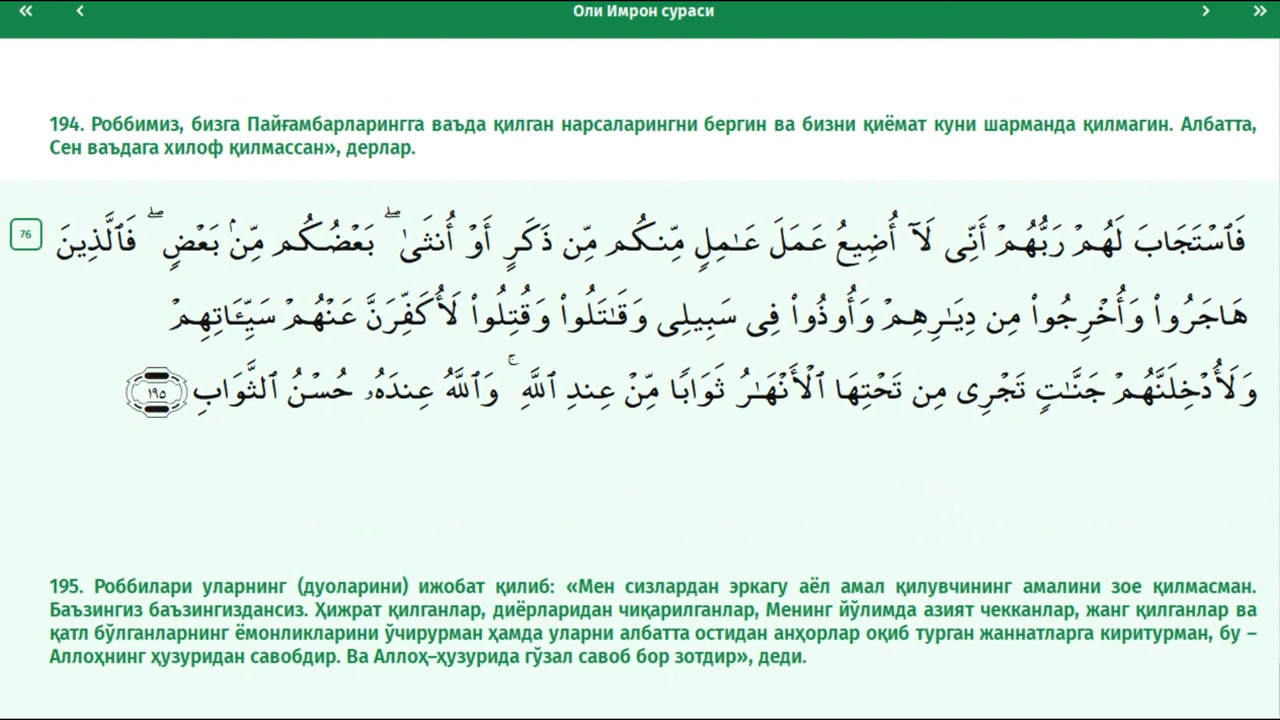 Оли Имрон сураси
194. Роббимиз, бизга Пайғамбарларингга ваъда қилган нарсаларингни бергин ва бизни қиёмат куни шарманда қилмагин. Албатта,
Сен ваъдага хилоф қилмассан», дерлар.
76
فَٱسْتَجَابَ لَهُمْ رَبُّهُمْ أَنِّى لَآ أُضِيعُ عَمَلَ عَـٰمِلٍ مِّنكُم مِّن ذَكَرٍ أَوْ أُنثَىٰ ۖ بَعْضُكُم مِّنۢ بَعْضٍ ۖ فَٱلَّذِينَ
هَاجَرُوا۟ وَأُخْرِجُوا۟ مِن دِيَـٰرِهِمْ وَأُوذُوا۟ فِى سَبِيلِى وَقَـٰتَلُوا۟ وَقُتِلُوا۟ لَأُكَفِّرَنَّ عَنْهُمْ سَيِّـَٔاتِهِمْ
وَلَأُدْخِلَنَّهُمْ جَنَّـٰتٍ تَجْرِى مِن تَحْتِهَا ٱلْأَنْهَـٰرُ ثَوَابًا مِّنْ عِندِ ٱللَّهِ ۚ وَٱللَّهُ عِندَهُۥ حُسْنُ ٱلثَّوَابِ ١٩٥
195. Роббилари уларнинг (дуоларини) ижобат қилиб: «Мен сизлардан эркагу аёл амал қилувчининг амалини зое қилмасман.
Баъзингиз баъзингиздансиз. Ҳижрат қилганлар, диёрларидан чиқарилганлар, Менинг йўлимда азият чекканлар, жанг қилганлар ва
қатл бўлганларнинг ёмонликларини ўчирурман ҳамда уларни албатта остидан анҳорлар оқиб турган жаннатларга киритурман, бу –
Аллоҳнинг ҳузуридан савобдир. Ва Аллоҳ–ҳузурида гўзал савоб бор зотдир», деди.